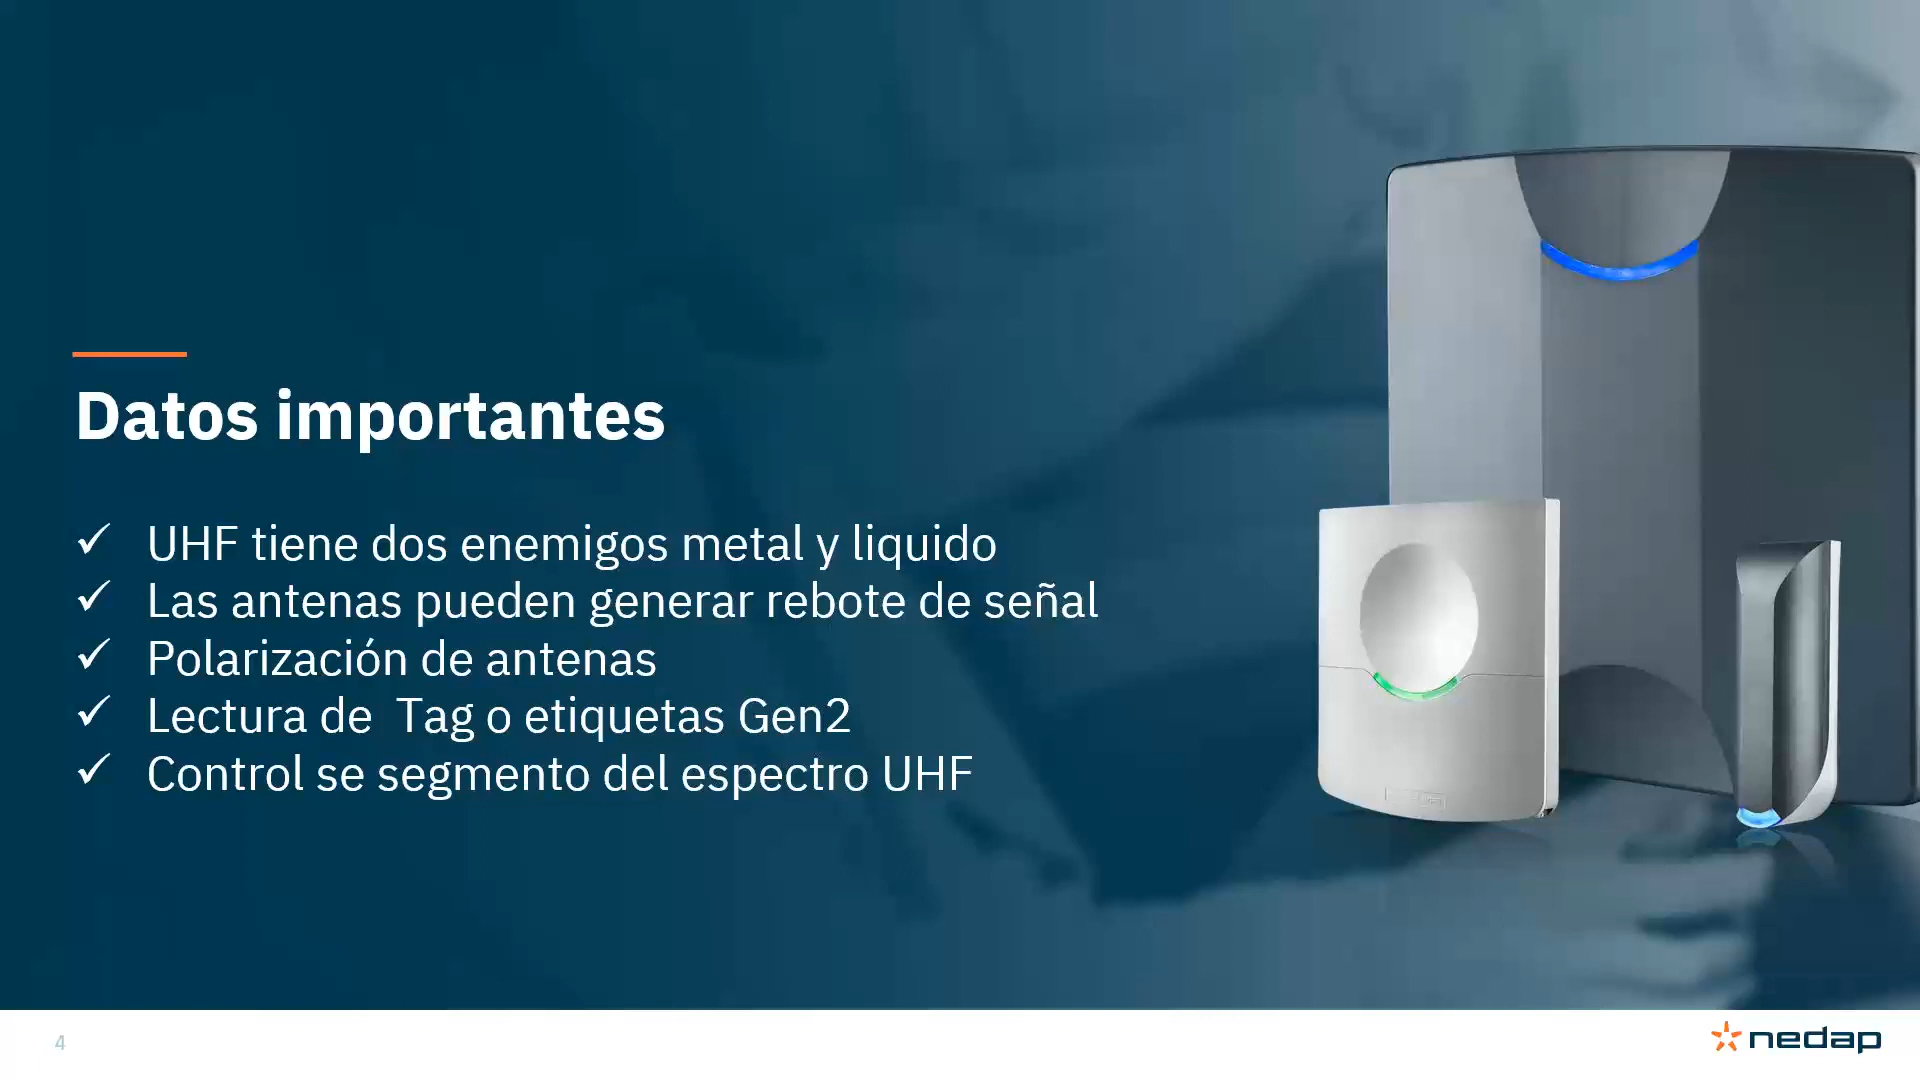 Datos importantes
✓ UHF tiene dos enemigos metal y liquido
✓ Las antenas pueden generar rebote de señal
✓ Polarización de antenas
✓ Lectura de  Tag o etiquetas Gen2
✓ Control se segmento del espectro UHF
4
nedap